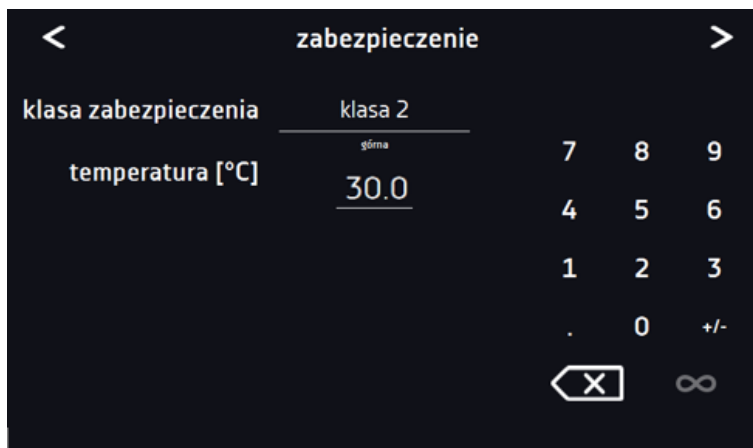 < zabezpieczenie >
klasa zabezpieczenia klasa 2
górna
temperatura [°C] 30.0
7 8 9
4 5 6
1 2 3
. 0 +/-
∞